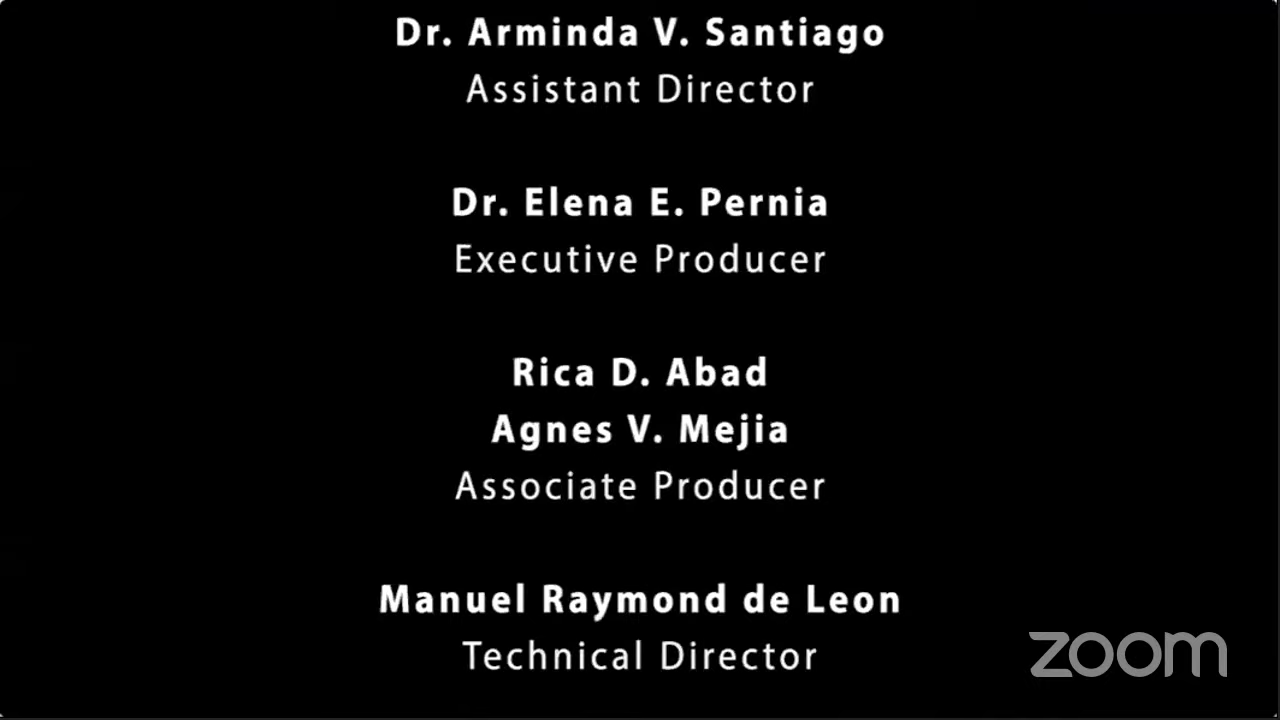 Dr. Arminda V. Santiago
Assistant Director
Dr. Elena E. Pernia
Executive Producer
Rica D. Abad
Agnes V. Mejia
Associate Producer
Manuel Raymond de Leon
Technical Director
zoom